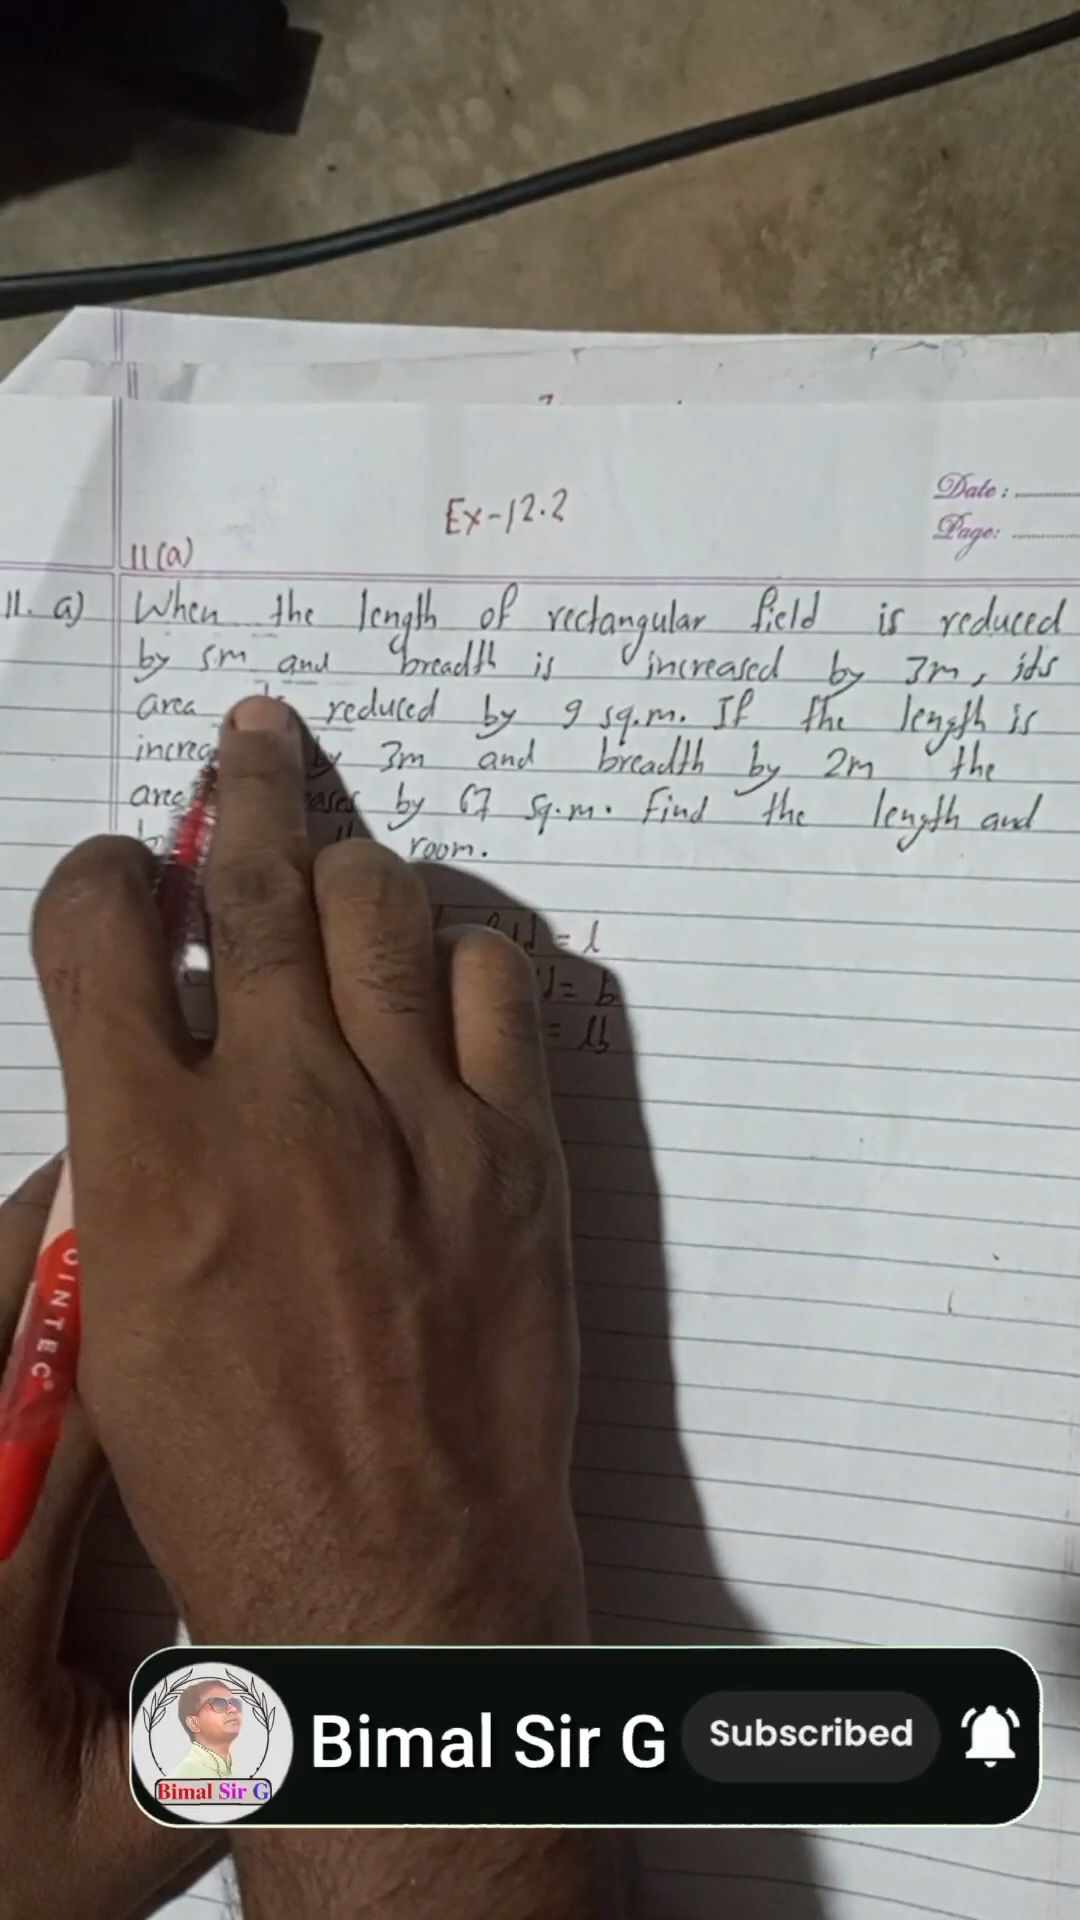 Ex-12.2
Date:
Page:
11(a)
11. a) When the length of rectangular field is reduced
by 5m and breadth is increased by 3m, its
area reduced by 9 sq.m. If the length is
by 3m and breadth by 2m the
by 67 sq.m. Find the length and
room.
= l
= b
= lb
OINTEC
Bimal Sir G
Bimal Sir G
Subscribed